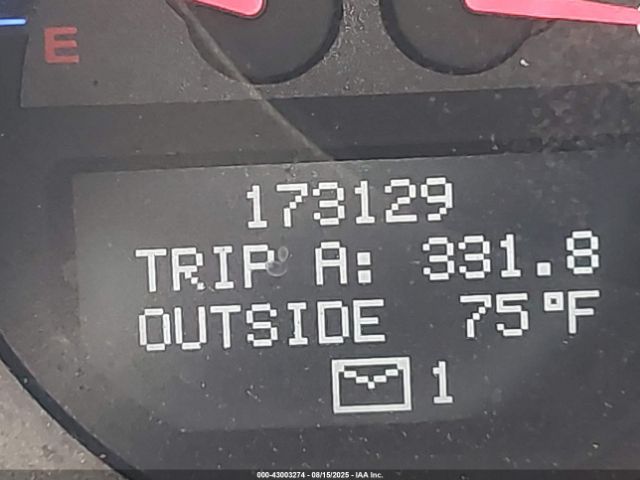 E
173129
TRIP A: 331.8
OUTSIDE 75°F
1
000-43003274 - 08/15/2025 - IAA Inc.